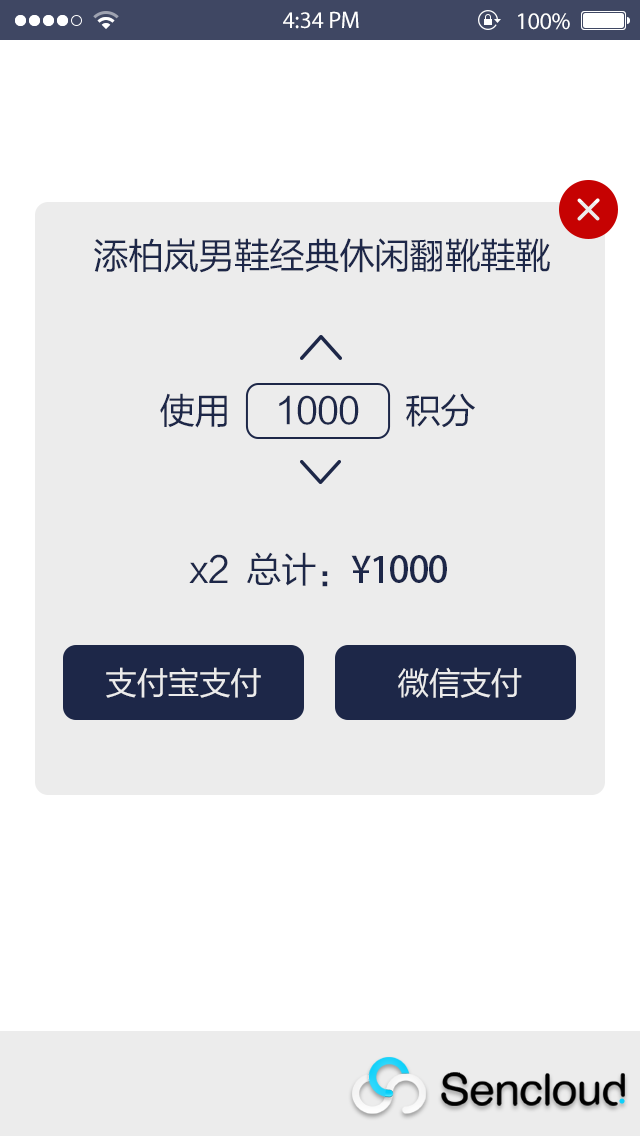 4:34 PM 100%
添柏岚男鞋经典休闲翻靴鞋靴
使用 1000 积分
x2 总计：¥1000
支付宝支付 微信支付
Sencloud